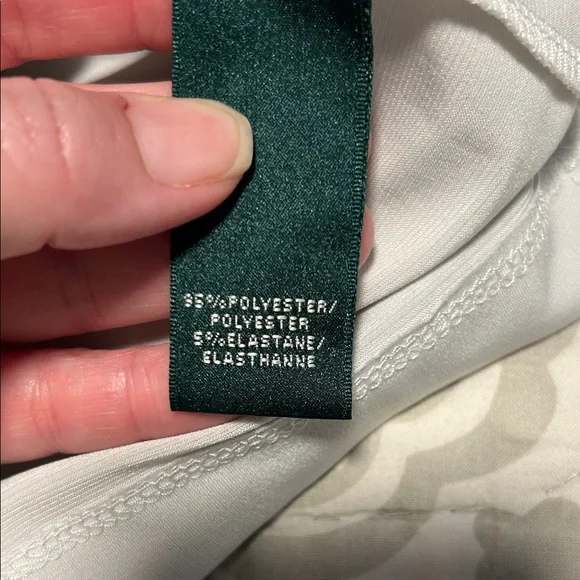 95%POLYESTER/
POLYESTER
5%ELASTANE/
ELASTHANNE